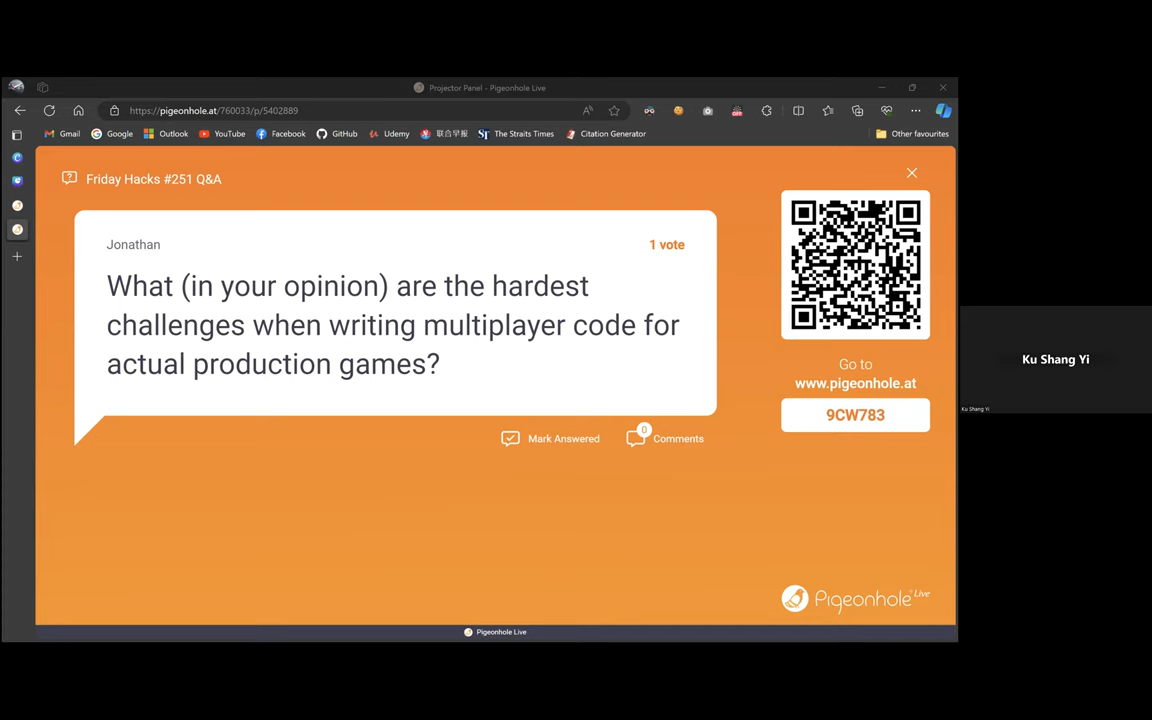 Projector Panel - Pigeonhole Live
https://pigeonhole.at/760033/p/5402889
Gmail Google Outlook YouTube Facebook GitHub Udemy 联合早报 The Straits Times Citation Generator Other favourites
Friday Hacks #251 Q&A
Jonathan 1 vote
What (in your opinion) are the hardest
challenges when writing multiplayer code for
actual production games?
Mark Answered 0 Comments
Go to
www.pigeonhole.at
9CW783
Pigeonhole Live
Pigeonhole Live
Ku Shang Yi
Ku Shang Yi